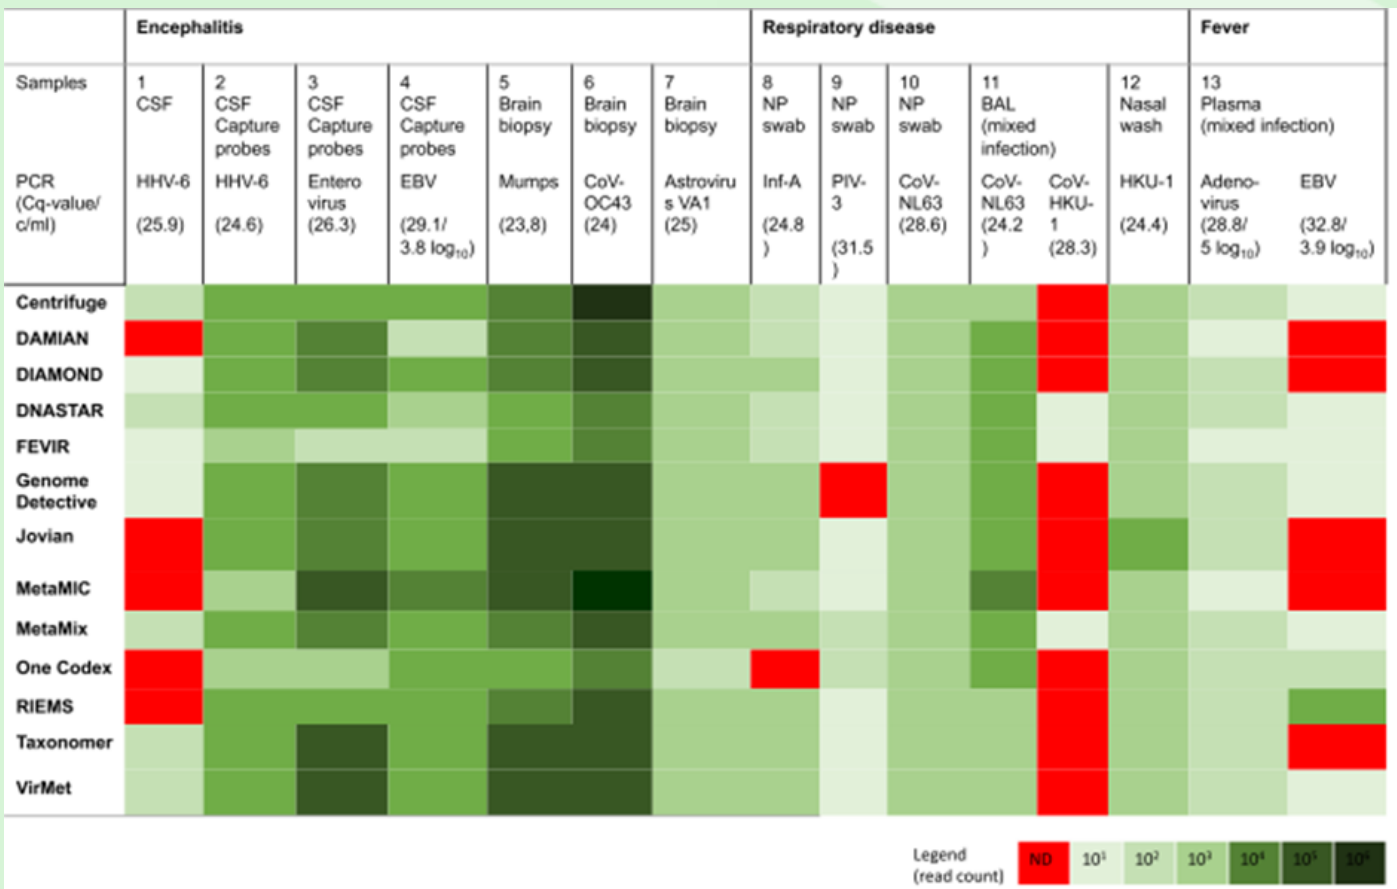 Encephalitis
Respiratory disease
Fever
Samples
1
CSF
2
CSF
Capture
probes
3
CSF
Capture
probes
4
CSF
Capture
probes
5
Brain
biopsy
6
Brain
biopsy
7
Brain
biopsy
8
NP
swab
9
NP
swab
10
NP
swab
11
BAL
(mixed
infection)
12
Nasal
wash
13
Plasma
(mixed infection)
PCR
(Cq-value/
c/ml)
HHV-6
(25.9)
HHV-6
(24.6)
Entero
virus
(26.3)
EBV
(29.1/
3.8 log₁₀)
Mumps
(23,8)
CoV-
OC43
(24)
Astroviru
s VA1
(25)
Inf-A
(24.8
)
PIV-
3
(31.5
)
CoV-
NL63
(28.6)
CoV-
NL63
(24.2
)
CoV-
HKU-
1
(28.3)
HKU-1
(24.4)
Adeno-
virus
(28.8/
5 log₁₀)
EBV
(32.8/
3.9 log₁₀)
Centrifuge
DAMIAN
DIAMOND
DNASTAR
FEVIR
Genome
Detective
Jovian
MetaMIC
MetaMix
One Codex
RIEMS
Taxonomer
VirMet
Legend
(read count)
ND 10¹ 10² 10³ 10⁴ 10⁵ 10⁶